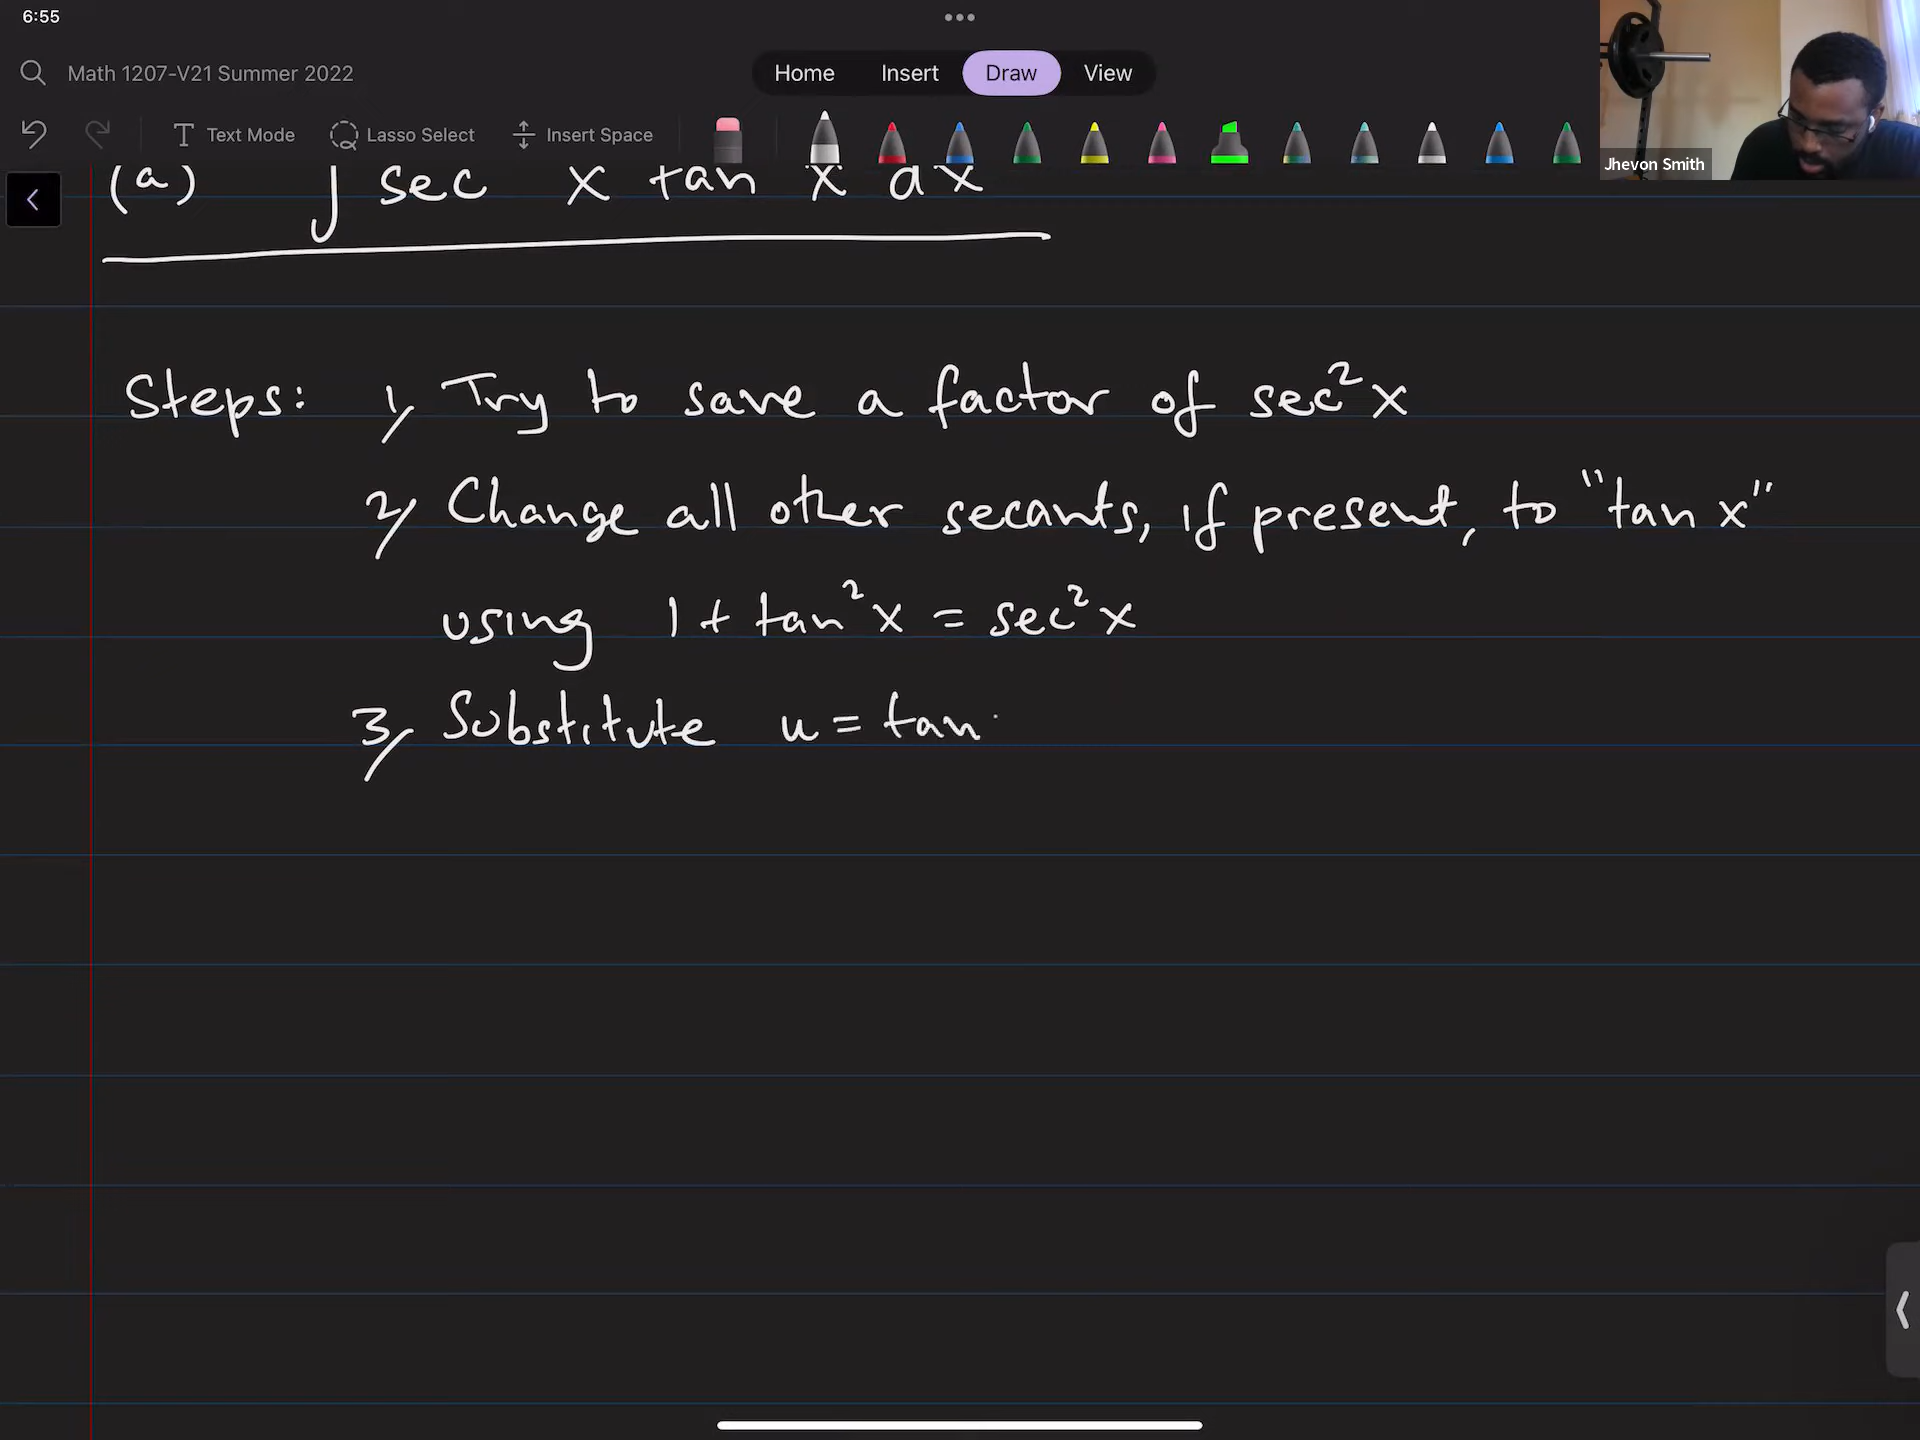 6:55
Math 1207-V21 Summer 2022
Home Insert Draw View
Text Mode Lasso Select Insert Space
Jhevon Smith
(a) ∫ sec x tan x dx
Steps: 1, Try to save a factor of sec²x
2, Change all other secants, if present, to "tan x"
using 1 + tan²x = sec²x
3, Substitute u = tan